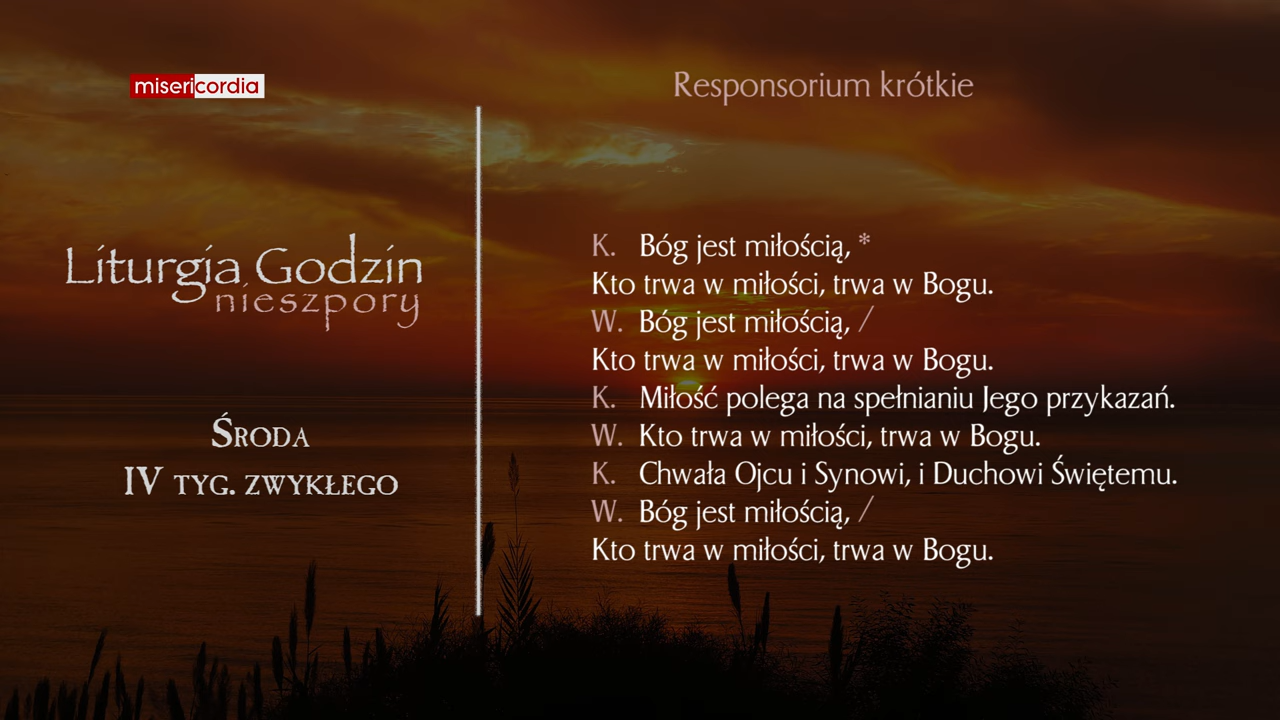 misericordia
Liturgia Godzin
nieszpory
Środa
IV tyg. zwykłego
Responsorium krótkie
K. Bóg jest miłością, *
Kto trwa w miłości, trwa w Bogu.
W. Bóg jest miłością, /
Kto trwa w miłości, trwa w Bogu.
K. Miłość polega na spełnianiu Jego przykazań.
W. Kto trwa w miłości, trwa w Bogu.
K. Chwała Ojcu i Synowi, i Duchowi Świętemu.
W. Bóg jest miłością, /
Kto trwa w miłości, trwa w Bogu.